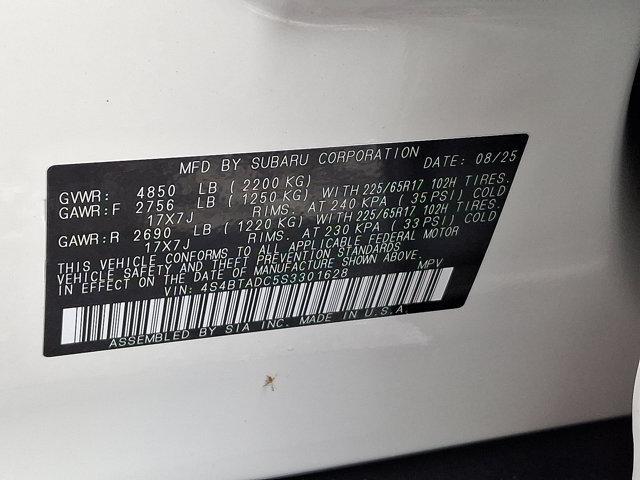 MFD BY SUBARU CORPORATION DATE: 08/25
GVWR: 4850 LB (2200 KG)
GAWR:F 2756 LB (1250 KG) WITH 225/65R17 102H TIRES.
17X7J RIMS. AT 240 KPA (35 PSI) COLD
GAWR:R 2690 LB (1220 KG) WITH 225/65R17 102H TIRES.
17X7J RIMS. AT 230 KPA (33 PSI) COLD
THIS VEHICLE CONFORMS TO ALL APPLICABLE FEDERAL MOTOR
VEHICLE SAFETY AND THEFT PREVENTION STANDARDS
IN EFFECT ON THE DATE OF MANUFACTURE SHOWN ABOVE.
VIN: 4S4BTADC5S3301628 MPV
ASSEMBLED BY SIA INC. MADE IN U.S.A.